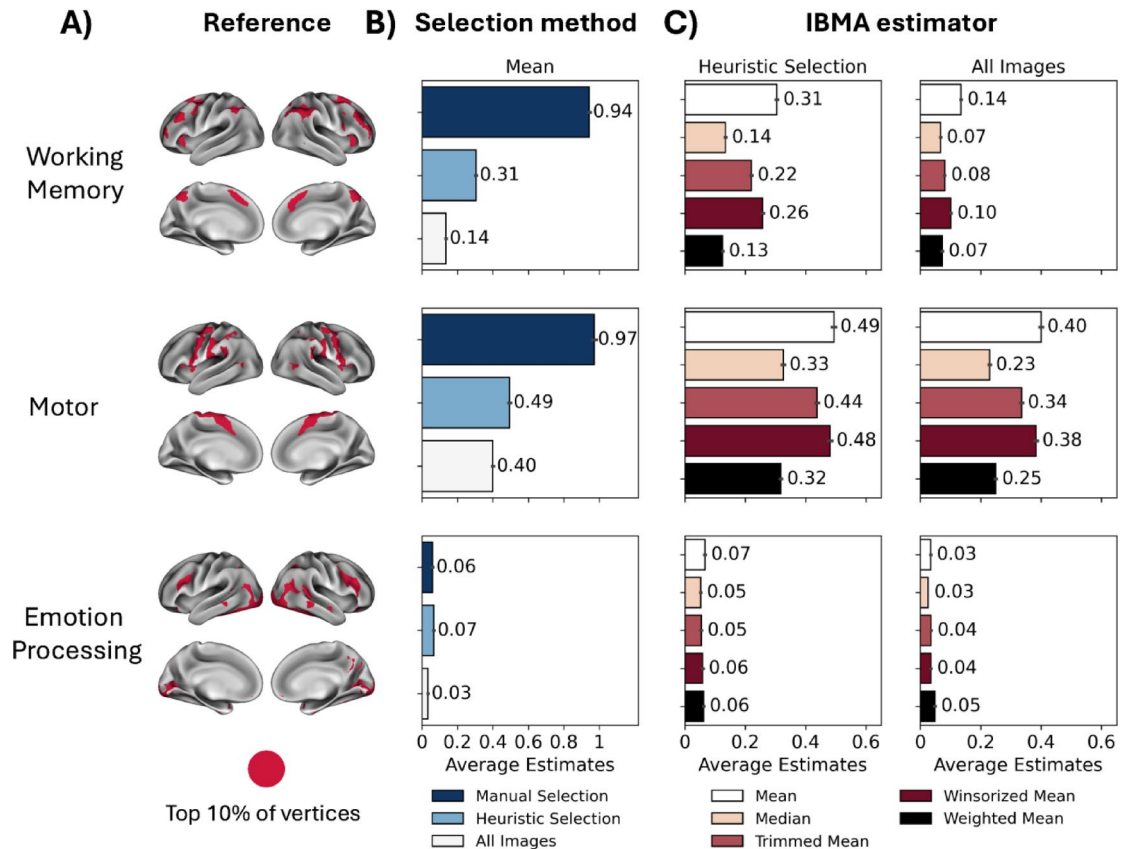 A) Reference B) Selection method C) IBMA estimator
Mean Heuristic Selection All Images
Working
Memory
0.94
0.31
0.14
0.31
0.14
0.22
0.26
0.13
0.14
0.07
0.08
0.10
0.07
Motor
0.97
0.49
0.40
0.49
0.33
0.44
0.48
0.32
0.40
0.23
0.34
0.38
0.25
Emotion
Processing
0.06
0.07
0.03
0.07
0.05
0.05
0.06
0.06
0.03
0.03
0.04
0.04
0.05
0 0.2 0.4 0.6 0.8 1
Average Estimates
0 0.2 0.4 0.6
Average Estimates
0 0.2 0.4 0.6
Average Estimates
Top 10% of vertices
Manual Selection
Heuristic Selection
All Images
Mean
Median
Trimmed Mean
Winsorized Mean
Weighted Mean